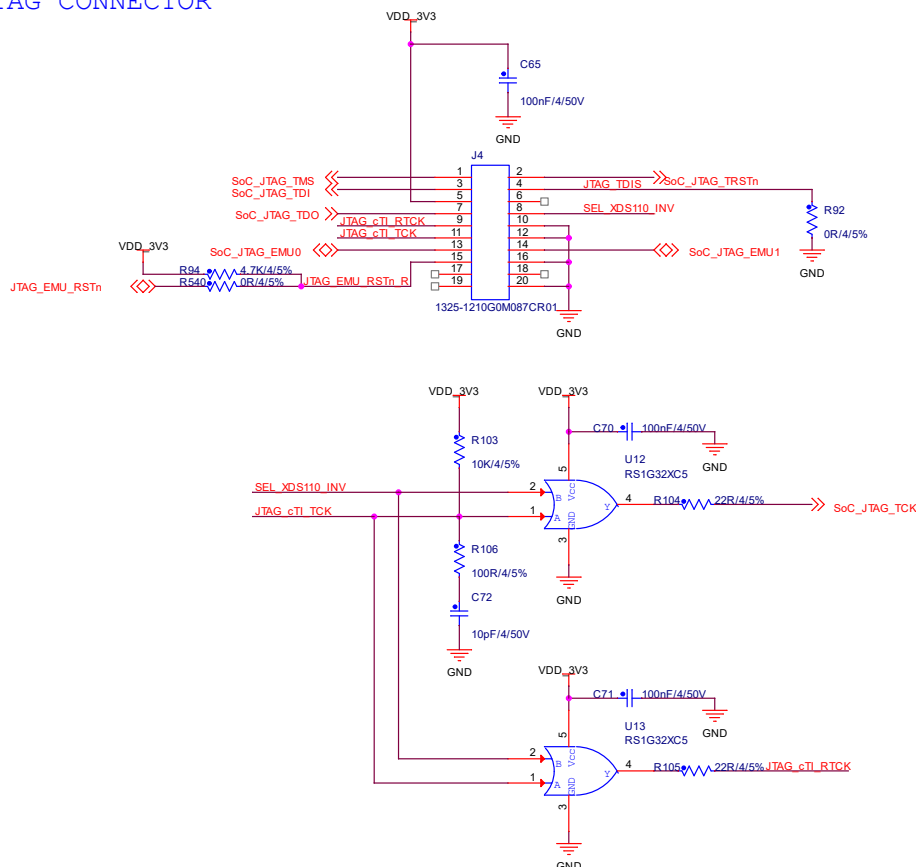 JTAG CONNECTOR
VDD_3V3
C65
100nF/4/50V
GND
J4
SoC_JTAG_TMS 1 2 SoC_JTAG_TRSTn
SoC_JTAG_TDI 3 4 JTAG_TDIS
5 6
SoC_JTAG_TDO 7 8 SEL_XDS110_INV
JTAG_cTI_RTCK 9 10
JTAG_cTI_TCK 11 12
SoC_JTAG_EMU0 13 14 SoC_JTAG_EMU1
15 16
17 18
19 20
R92
0R/4/5%
GND
VDD_3V3
R94 4.7K/4/5%
JTAG_EMU_RSTn R540 0R/4/5% JTAG_EMU_RSTn_R
1325-1210G0M087CR01
GND
VDD_3V3 VDD_3V3
C70 100nF/4/50V
GND
R103
10K/4/5%
U12
RS1G32XC5
SEL_XDS110_INV 2 B Vcc 5
JTAG_cTI_TCK 1 A GND 3 Y 4
R104 22R/4/5% SoC_JTAG_TCK
GND
R106
100R/4/5%
C72
10pF/4/50V
GND
VDD_3V3
C71 100nF/4/50V
GND
U13
RS1G32XC5
2 B Vcc 5
1 A GND 3 Y 4
R105 22R/4/5% JTAG_cTI_RTCK
GND